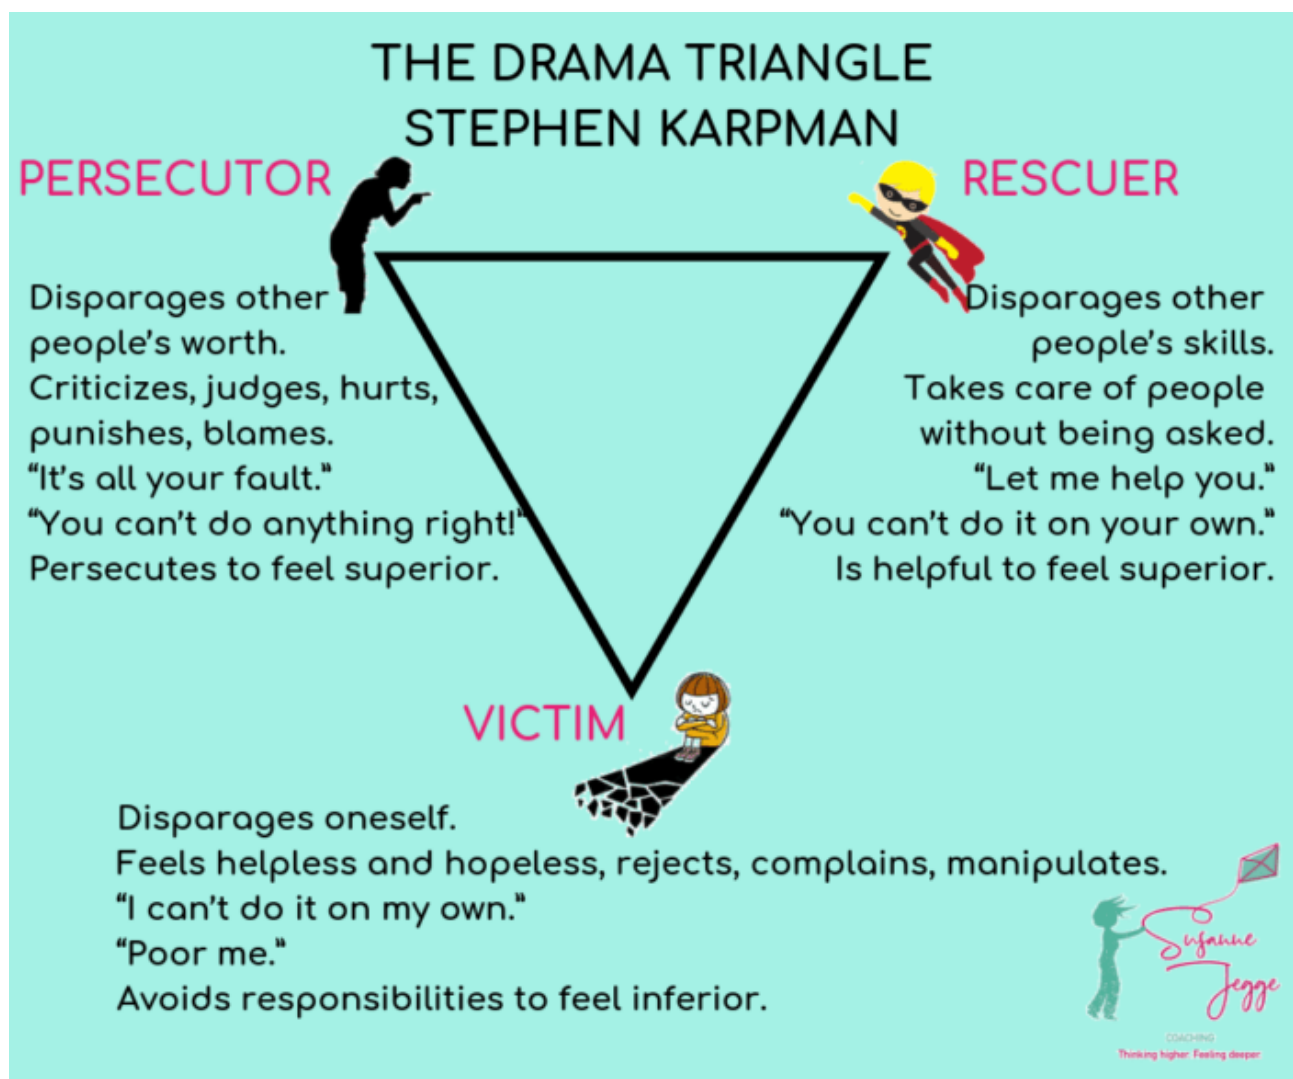 THE DRAMA TRIANGLE
STEPHEN KARPMAN
PERSECUTOR
Disparages other
people's worth.
Criticizes, judges, hurts,
punishes, blames.
“It's all your fault.”
“You can't do anything right!”
Persecutes to feel superior.
RESCUER
Disparages other
people's skills.
Takes care of people
without being asked.
“Let me help you.”
“You can't do it on your own.”
Is helpful to feel superior.
VICTIM
Disparages oneself.
Feels helpless and hopeless, rejects, complains, manipulates.
“I can't do it on my own.”
“Poor me.”
Avoids responsibilities to feel inferior.
Susanne
Jegge
COACHING
Thinking higher. Feeling deeper